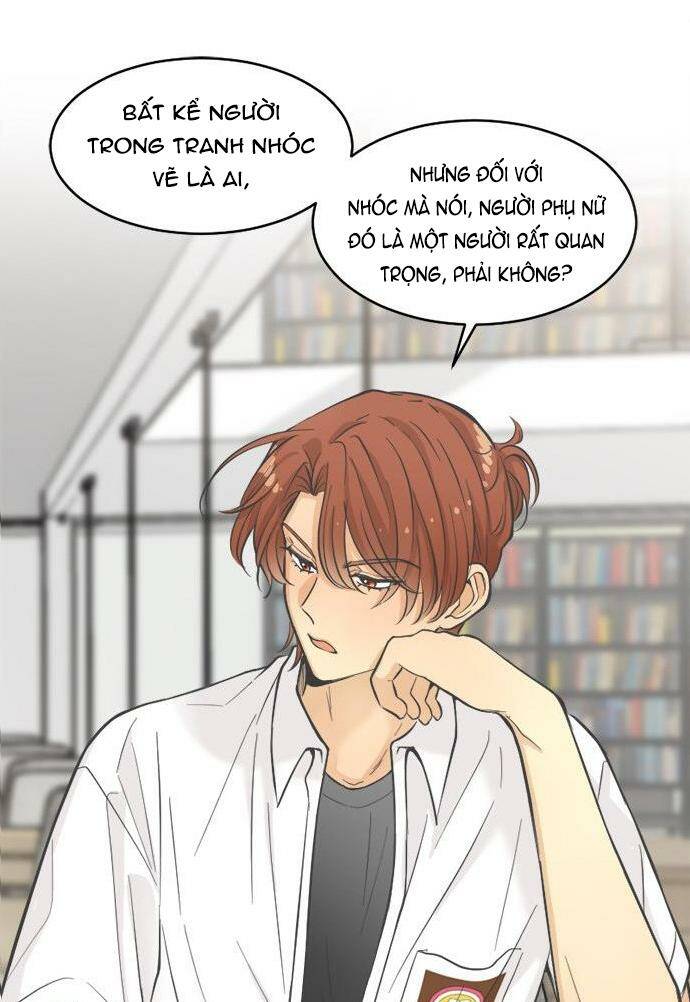 BẤT KỂ NGƯỜI
TRONG TRANH NHÓC
VẼ LÀ AI,
NHƯNG ĐỐI VỚI
NHÓC MÀ NÓI, NGƯỜI PHỤ NỮ
ĐÓ LÀ MỘT NGƯỜI RẤT QUAN
TRỌNG, PHẢI KHÔNG?